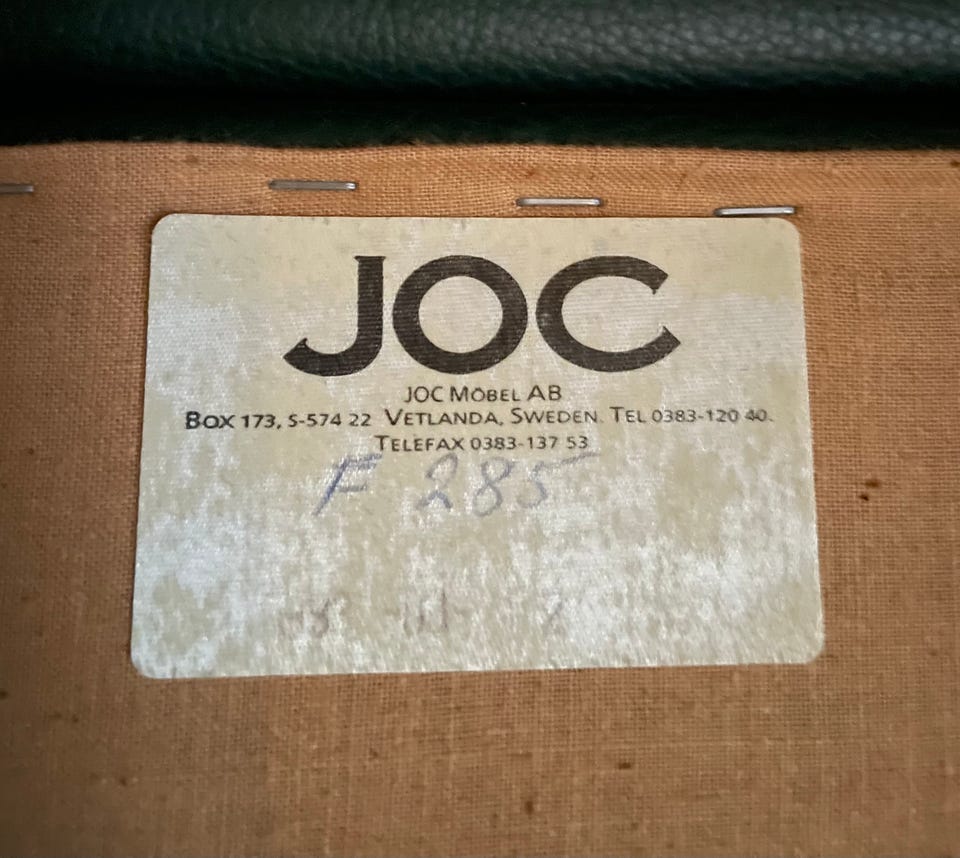 JOC
JOC MÖBEL AB
BOX 173, S-574 22 VETLANDA, SWEDEN. TEL 0383-120 40.
TELEFAX 0383-137 53
F 285